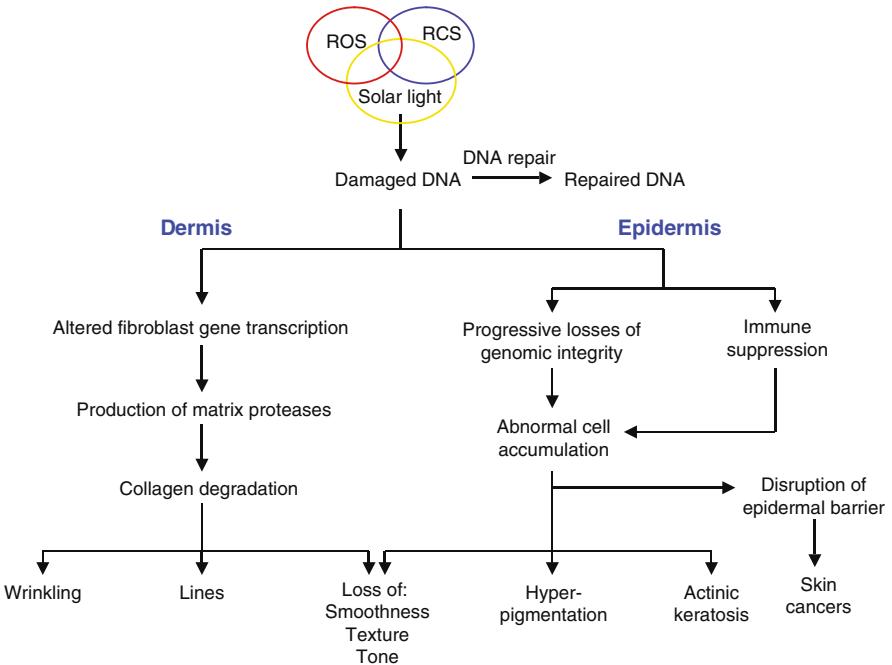 ROS
RCS
Solar light
DNA repair
Damaged DNA
Repaired DNA
Dermis
Epidermis
Altered fibroblast gene transcription
Progressive losses of
genomic integrity
Immune
suppression
Production of matrix proteases
Abnormal cell
accumulation
Collagen degradation
Disruption of
epidermal barrier
Wrinkling
Lines
Loss of:
Smoothness
Texture
Tone
Hyper-
pigmentation
Actinic
keratosis
Skin
cancers